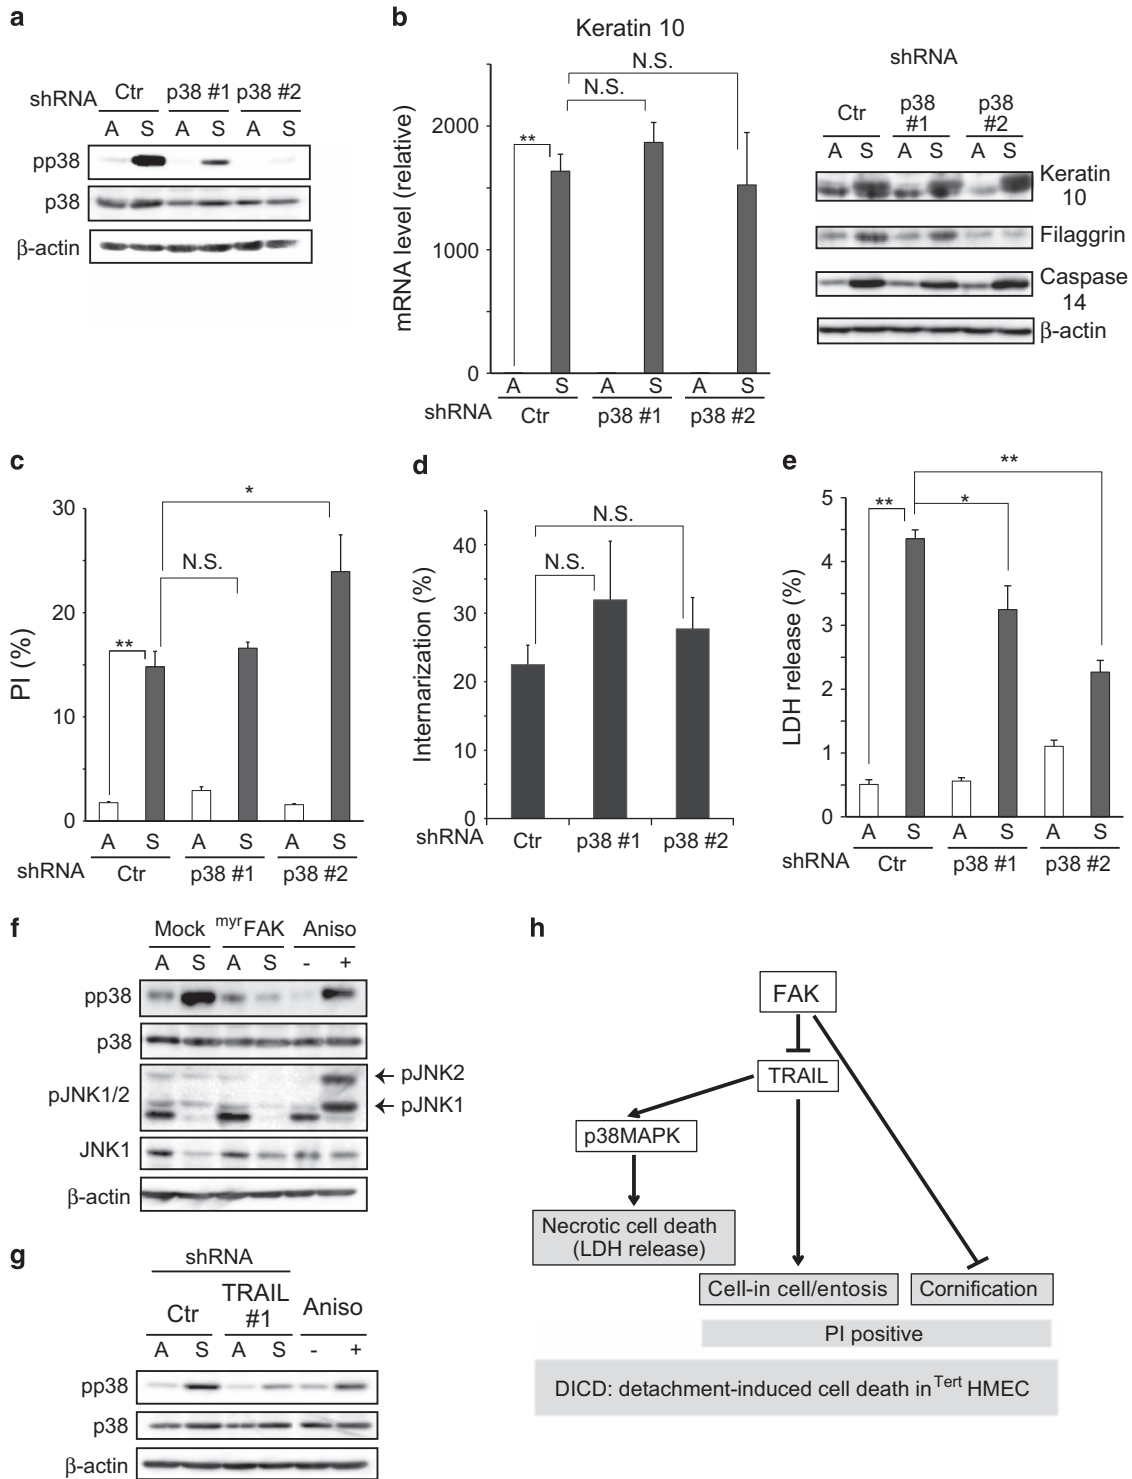 a
shRNA Ctr p38 #1 p38 #2
A S A S A S
pp38
p38
β-actin
b
Keratin 10
mRNA level (relative)
2000
1000
0
** N.S. N.S.
A S A S A S
shRNA Ctr p38 #1 p38 #2
shRNA
Ctr p38 #1 p38 #2
A S A S A S
Keratin 10
Filaggrin
Caspase 14
β-actin
c
PI (%)
30
20
10
0
** N.S. *
A S A S A S
shRNA Ctr p38 #1 p38 #2
d
Internarization (%)
40
30
20
10
0
N.S. N.S.
shRNA Ctr p38 #1 p38 #2
e
LDH release (%)
5
4
3
2
1
0
** * **
A S A S A S
shRNA Ctr p38 #1 p38 #2
f
Mock myrFAK Aniso
A S A S - +
pp38
p38
pJNK1/2
pJNK2
pJNK1
JNK1
β-actin
g
shRNA
Ctr TRAIL #1 Aniso
A S A S - +
pp38
p38
β-actin
h
FAK
TRAIL
p38MAPK
Necrotic cell death
(LDH release)
Cell-in cell/entosis
Cornification
PI positive
DICD: detachment-induced cell death in Tert HMEC